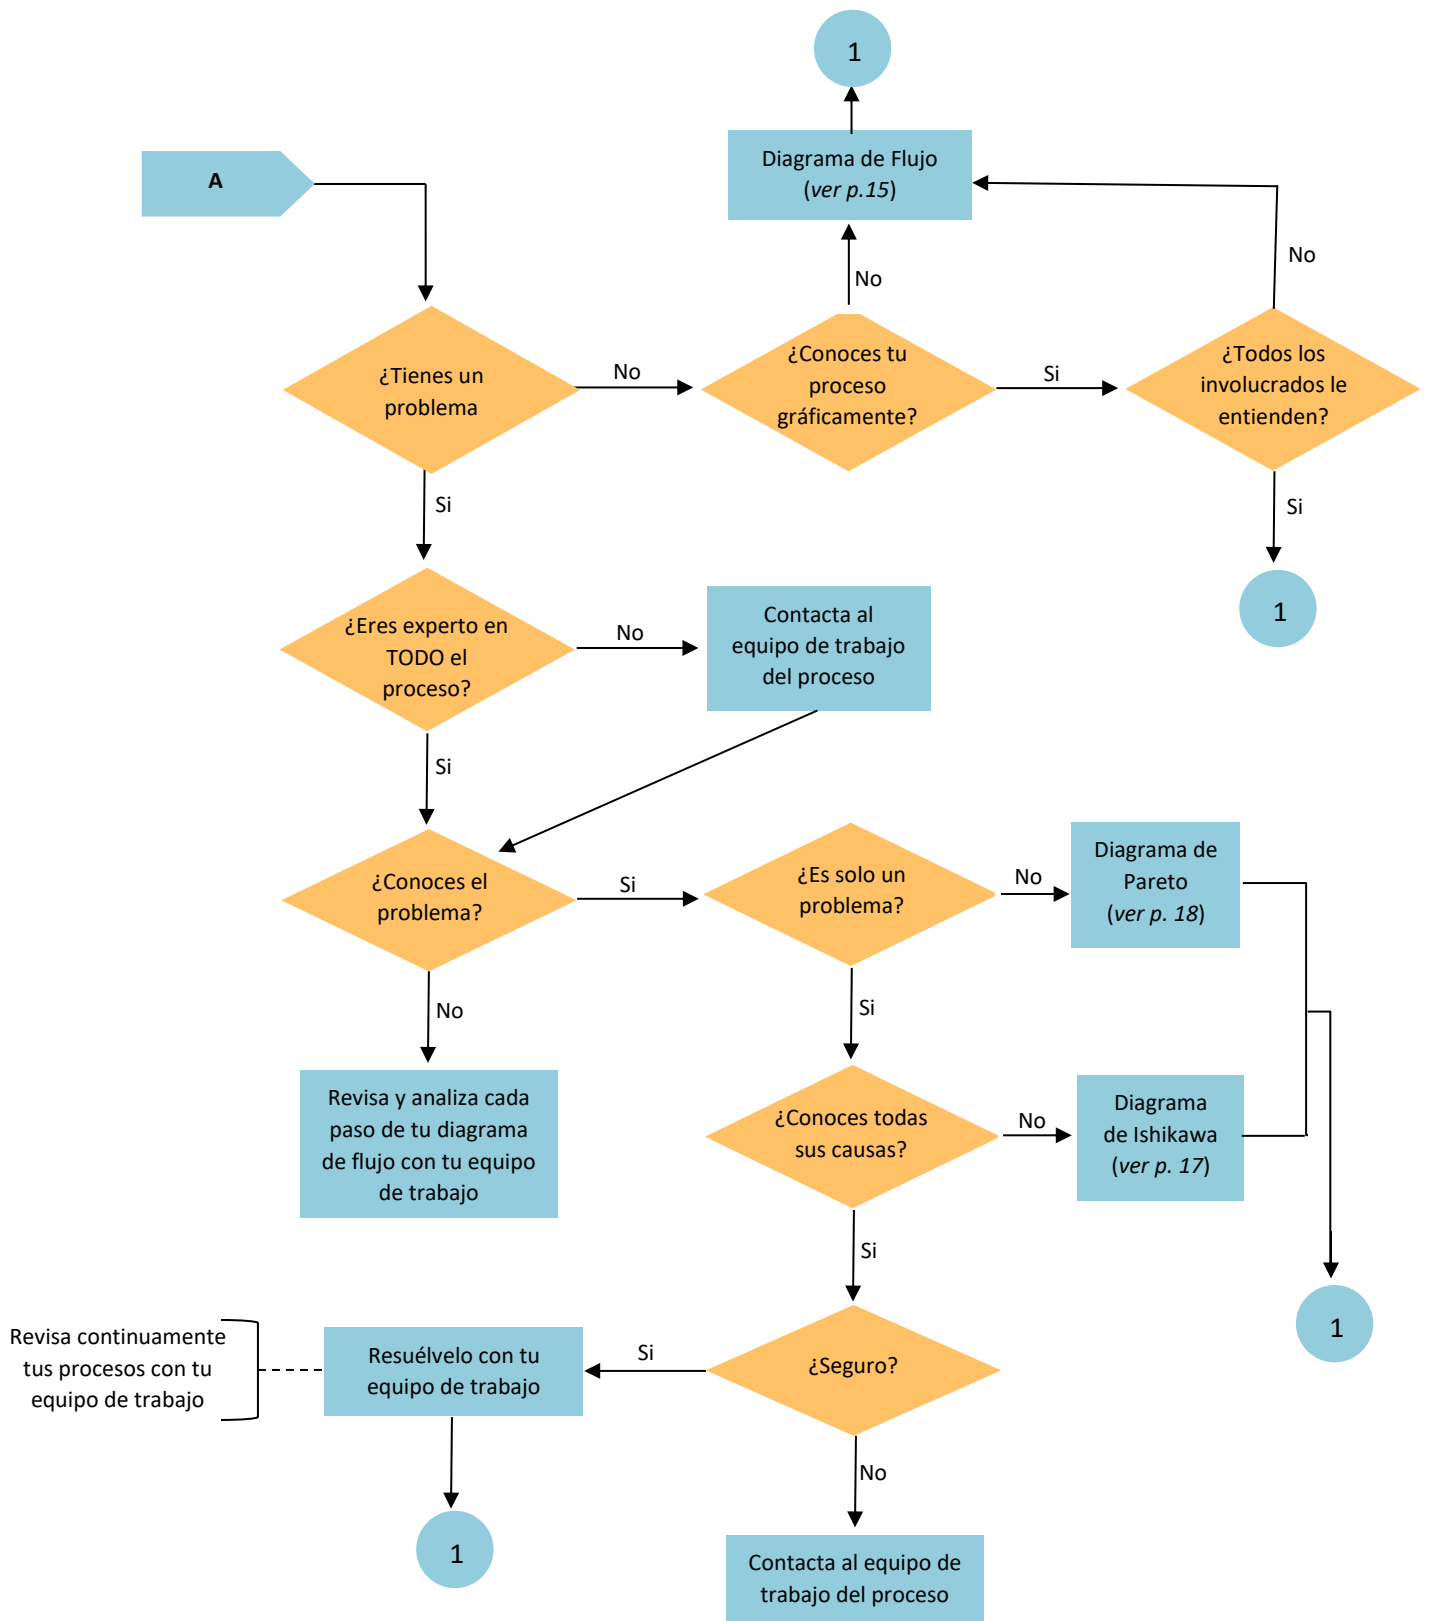 1
Diagrama de Flujo
(ver p.15)
A
No
No
¿Tienes un
problema
No
¿Conoces tu
proceso
gráficamente?
Si
¿Todos los
involucrados le
entienden?
Si
Si
1
¿Eres experto en
TODO el
proceso?
No
Contacta al
equipo de trabajo
del proceso
Si
¿Conoces el
problema?
Si
¿Es solo un
problema?
No
Diagrama de
Pareto
(ver p. 18)
No
Si
Revisa y analiza cada
paso de tu diagrama
de flujo con tu equipo
de trabajo
¿Conoces todas
sus causas?
No
Diagrama
de Ishikawa
(ver p. 17)
Si
1
Revisa continuamente
tus procesos con tu
equipo de trabajo
Resuélvelo con tu
equipo de trabajo
Si
¿Seguro?
No
1
Contacta al equipo de
trabajo del proceso